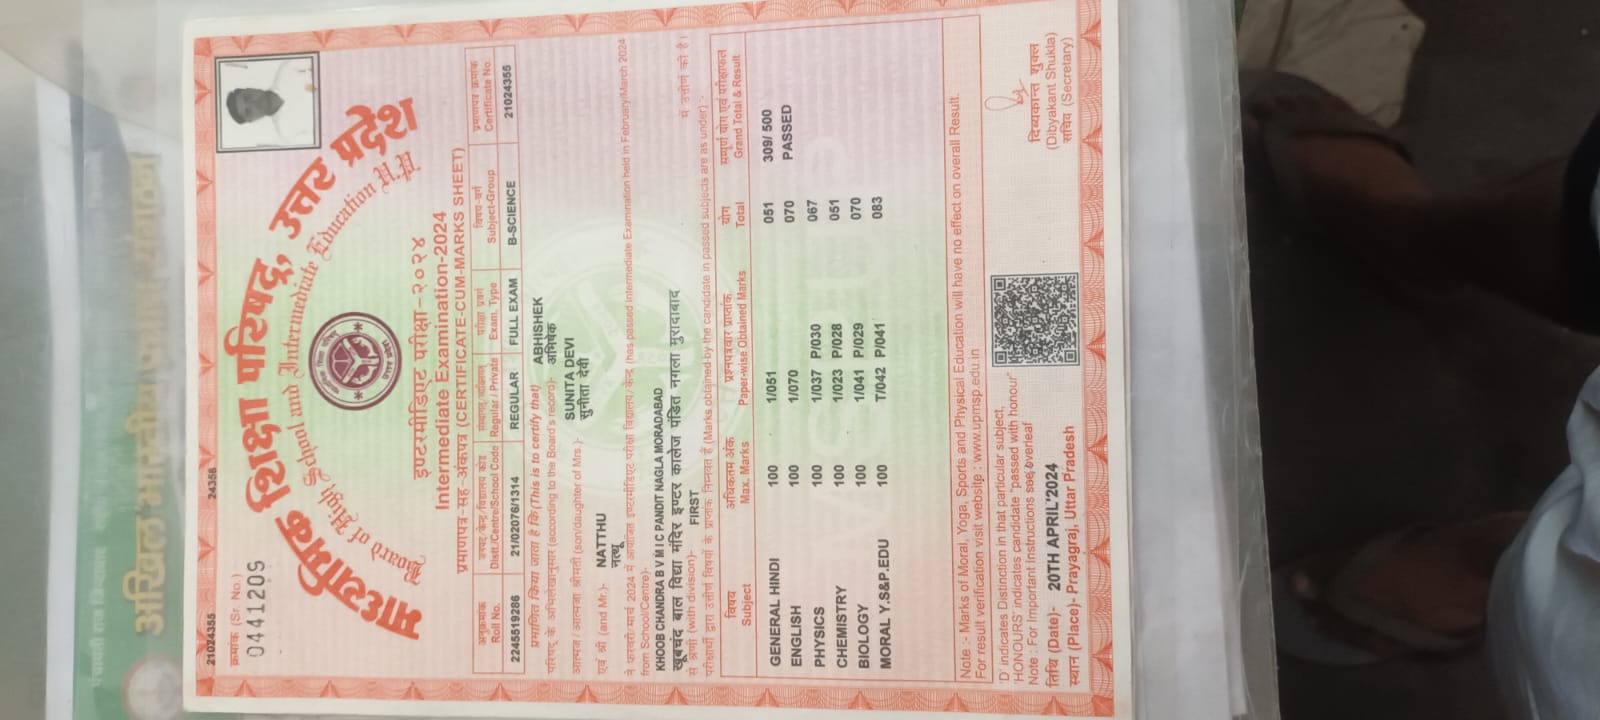 पंचायती राज विभाग
अखिल भारतीय
21024355
24356
क्रमांक (Sr. No.)
0441209
माध्यमिक शिक्षा परिषद्, उत्तर प्रदेश
Board of High School and Intermediate Education U.P.
इण्टरमीडिएट परीक्षा-२०२४
Intermediate Examination-2024
प्रमाणपत्र-सह-अंकपत्र (CERTIFICATE-CUM-MARKS SHEET)
अनुक्रमांक जनपद/केन्द्र/विद्यालय कोड संस्थागत/व्यक्तिगत परीक्षा प्रवर्ग विषय-वर्ग प्रमाणपत्र क्रमांक
Roll No. Distt./Centre/School Code Regular / Private Exam. Type Subject-Group Certificate No.
2245519286 21/02076/1314 REGULAR FULL EXAM B-SCIENCE 21024355
प्रमाणित किया जाता है कि (This is to certify that) ABHISHEK
परिषद् के अभिलेखानुसार (according to the Board's record)- अभिषेक
आत्मज / आत्मजा श्रीमती (son/daughter of Mrs.)- SUNITA DEVI
सुनीता देवी
एवं श्री (and Mr.)- NATTHU
नत्थू
ने फरवरी/मार्च 2024 में आयोजित इण्टरमीडिएट परीक्षा विद्यालय/केन्द्र (has passed Intermediate Examination held in February/March 2024
from School/Centre)-
KHOOB CHANDRA B V M I C PANDIT NAGLA MORADABAD
खूबचंद बाल विद्या मंदिर इण्टर कालेज पंडित नगला मुरादाबाद
से श्रेणी (with division)- FIRST में उत्तीर्ण की है।
परीक्षार्थी द्वारा उत्तीर्ण विषयों के प्राप्तांक निम्नवत हैं (Marks obtained by the candidate in passed subjects are as under) :-
विषय अधिकतम अंक प्रश्नपत्रवार प्राप्तांक योग सम्पूर्ण योग एवं परीक्षाफल
Subject Max. Marks Paper-wise Obtained Marks Total Grand Total & Result
GENERAL HINDI 100 1/051 051 309/ 500
ENGLISH 100 1/070 070 PASSED
PHYSICS 100 1/037 P/030 067
CHEMISTRY 100 1/023 P/028 051
BIOLOGY 100 1/041 P/029 070
MORAL Y.S&P.EDU 100 T/042 P/041 083
Note :- Marks of Moral, Yoga, Sports and Physical Education will have no effect on overall Result.
For result verification visit website : www.upmsp.edu.in
'D' indicates Distinction in that particular subject,
'HONOURS' indicates candidate "passed with honour"
Note : For Important Instructions see overleaf
तिथि (Date)- 20TH APRIL'2024
स्थान (Place)- Prayagraj, Uttar Pradesh
दिव्यकान्त शुक्ल
(Dibyakant Shukla)
सचिव (Secretary)